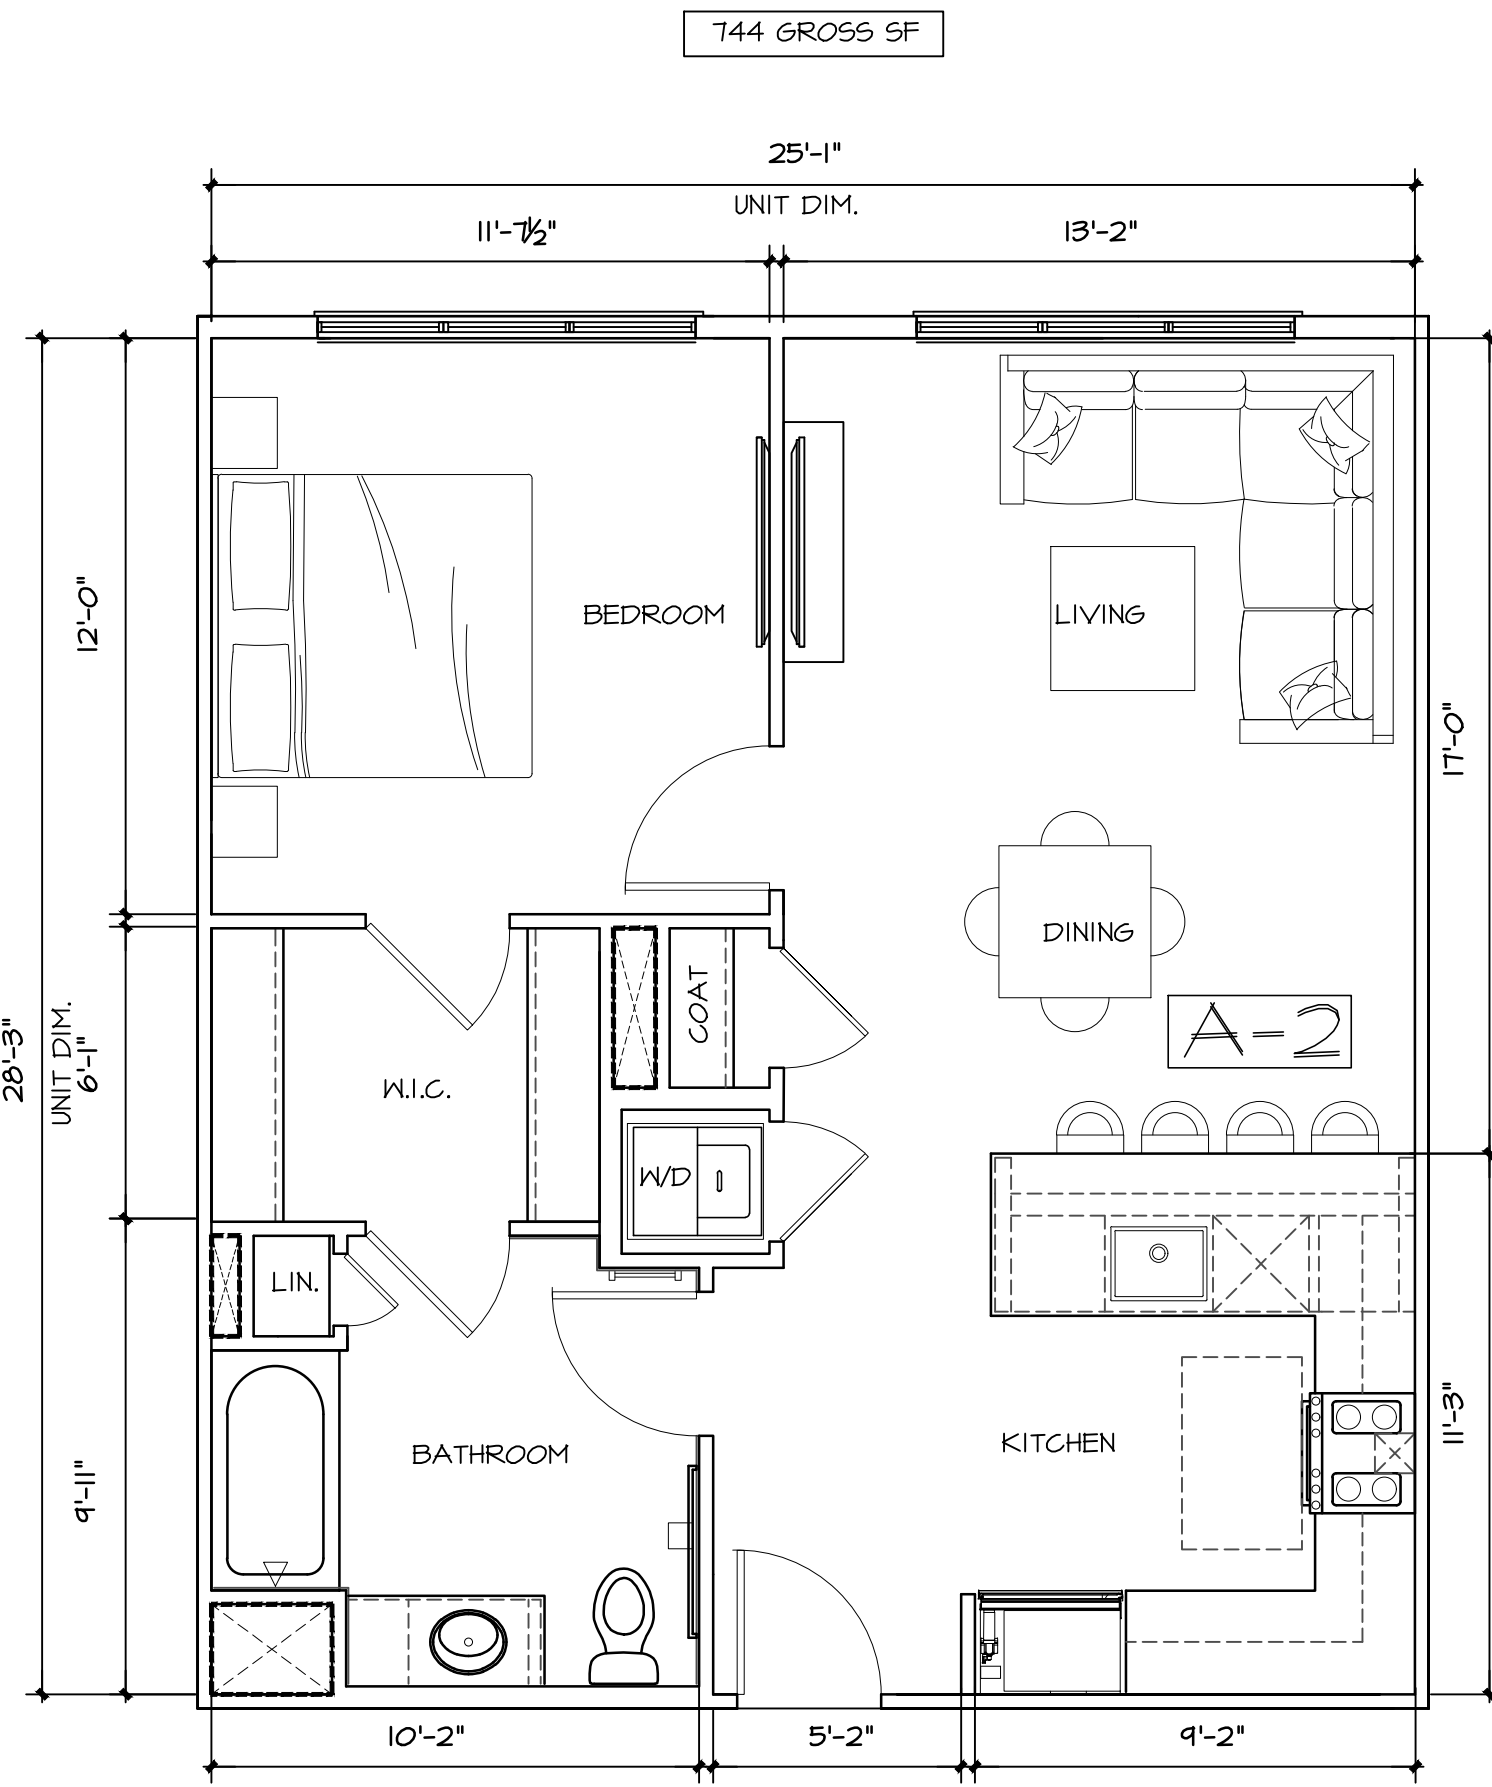 744 GROSS SF
25'-1"
UNIT DIM.
11'-7½"
13'-2"
12'-0"
BEDROOM
LIVING
17'-0"
DINING
COAT
A-2
28'-3"
UNIT DIM.
6'-1"
W.I.C.
W/D
LIN.
9'-11"
BATHROOM
KITCHEN
11'-3"
10'-2"
5'-2"
9'-2"